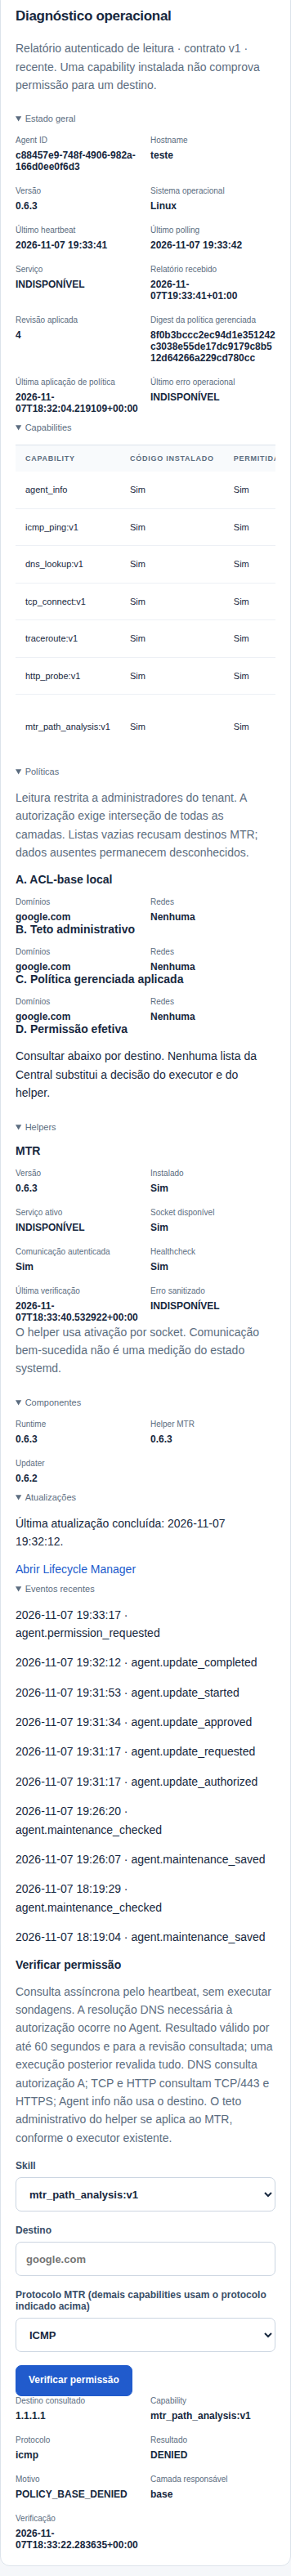 Diagnóstico operacional
Relatório autenticado de leitura · contrato v1 ·
recente. Uma capability instalada não comprova
permissão para um destino.
▼ Estado geral
Agent ID
c88457e9-748f-4906-982a-
166d0ee0f6d3
Hostname
teste
Versão
0.6.3
Sistema operacional
Linux
Último heartbeat
2026-11-07 19:33:41
Último polling
2026-11-07 19:33:42
Serviço
INDISPONÍVEL
Relatório recebido
2026-11-
07T19:33:41+01:00
Revisão aplicada
4
Digest da política gerenciada
8f0b3bccc2ec94d1e351242
c3038e55de17dc9179c8b5
12d64266a229cd780cc
Última aplicação de política
2026-11-
07T18:32:04.219109+00:00
Último erro operacional
INDISPONÍVEL
▼ Capabilities
CAPABILITY CÓDIGO INSTALADO PERMITIDA
agent_info Sim Sim
icmp_ping:v1 Sim Sim
dns_lookup:v1 Sim Sim
tcp_connect:v1 Sim Sim
traceroute:v1 Sim Sim
http_probe:v1 Sim Sim
mtr_path_analysis:v1 Sim Sim
▼ Políticas
Leitura restrita a administradores do tenant. A
autorização exige interseção de todas as
camadas. Listas vazias recusam destinos MTR;
dados ausentes permanecem desconhecidos.
A. ACL-base local
Domínios
google.com
Redes
Nenhuma
B. Teto administrativo
Domínios
google.com
Redes
Nenhuma
C. Política gerenciada aplicada
Domínios
google.com
Redes
Nenhuma
D. Permissão efetiva
Consultar abaixo por destino. Nenhuma lista da
Central substitui a decisão do executor e do
helper.
▼ Helpers
MTR
Versão
0.6.3
Instalado
Sim
Serviço ativo
INDISPONÍVEL
Socket disponível
Sim
Comunicação autenticada
Sim
Healthcheck
Sim
Última verificação
2026-11-
07T18:33:40.532922+00:00
Erro sanitizado
INDISPONÍVEL
O helper usa ativação por socket. Comunicação
bem-sucedida não é uma medição do estado
systemd.
▼ Componentes
Runtime
0.6.3
Helper MTR
0.6.3
Updater
0.6.2
▼ Atualizações
Última atualização concluída: 2026-11-07
19:32:12.
Abrir Lifecycle Manager
▼ Eventos recentes
2026-11-07 19:33:17 ·
agent.permission_requested
2026-11-07 19:32:12 · agent.update_completed
2026-11-07 19:31:53 · agent.update_started
2026-11-07 19:31:34 · agent.update_approved
2026-11-07 19:31:17 · agent.update_requested
2026-11-07 19:31:17 · agent.update_authorized
2026-11-07 19:26:20 ·
agent.maintenance_checked
2026-11-07 19:26:07 · agent.maintenance_saved
2026-11-07 18:19:29 ·
agent.maintenance_checked
2026-11-07 18:19:04 · agent.maintenance_saved
Verificar permissão
Consulta assíncrona pelo heartbeat, sem executar
sondagens. A resolução DNS necessária à
autorização ocorre no Agent. Resultado válido por
até 60 segundos e para a revisão consultada; uma
execução posterior revalida tudo. DNS consulta
autorização A; TCP e HTTP consultam TCP/443 e
HTTPS; Agent info não usa o destino. O teto
administrativo do helper se aplica ao MTR,
conforme o executor existente.
Skill
mtr_path_analysis:v1
Destino
google.com
Protocolo MTR (demais capabilities usam o protocolo
indicado acima)
ICMP
Verificar permissão
Destino consultado
1.1.1.1
Capability
mtr_path_analysis:v1
Protocolo
icmp
Resultado
DENIED
Motivo
POLICY_BASE_DENIED
Camada responsável
base
Verificação
2026-11-
07T18:33:22.283635+00:00